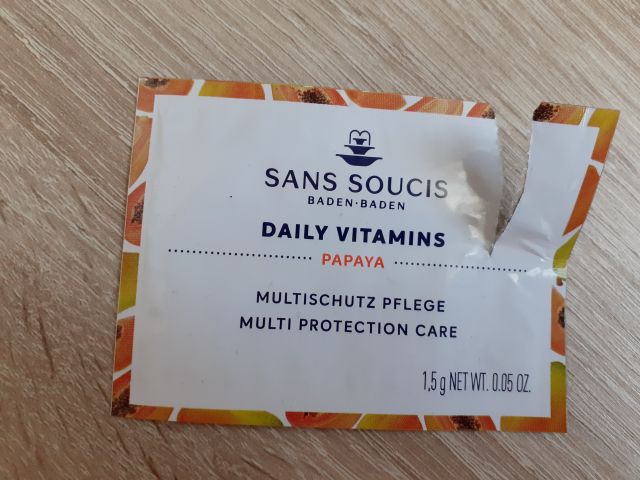 SANS SOUCIS
BADEN·BADEN
DAILY VITAMINS
PAPAYA
MULTISCHUTZ PFLEGE
MULTI PROTECTION CARE
1,5 g NET WT. 0.05 OZ.